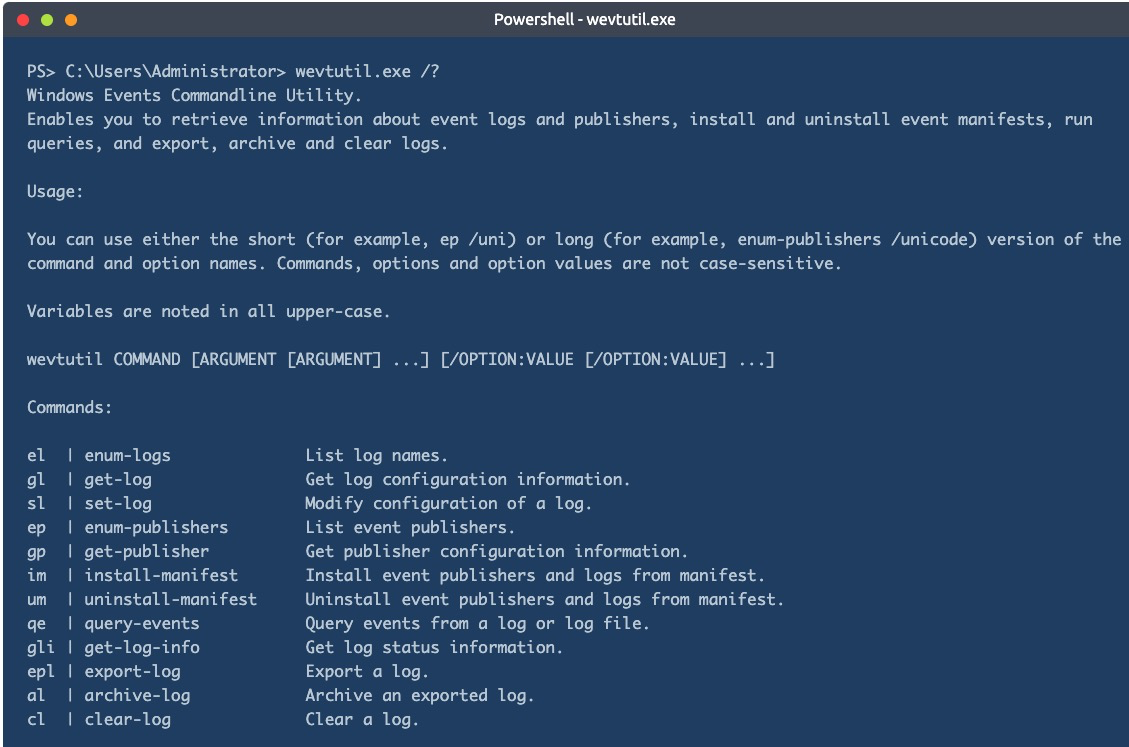 Powershell - wevtutil.exe
PS> C:\Users\Administrator> wevtutil.exe /?
Windows Events Commandline Utility.
Enables you to retrieve information about event logs and publishers, install and uninstall event manifests, run
queries, and export, archive and clear logs.
Usage:
You can use either the short (for example, ep /uni) or long (for example, enum-publishers /unicode) version of the
command and option names. Commands, options and option values are not case-sensitive.
Variables are noted in all upper-case.
wevtutil COMMAND [ARGUMENT [ARGUMENT] ...] [/OPTION:VALUE [/OPTION:VALUE] ...]
Commands:
el | enum-logs List log names.
gl | get-log Get log configuration information.
sl | set-log Modify configuration of a log.
ep | enum-publishers List event publishers.
gp | get-publisher Get publisher configuration information.
im | install-manifest Install event publishers and logs from manifest.
um | uninstall-manifest Uninstall event publishers and logs from manifest.
qe | query-events Query events from a log or log file.
gli | get-log-info Get log status information.
epl | export-log Export a log.
al | archive-log Archive an exported log.
cl | clear-log Clear a log.